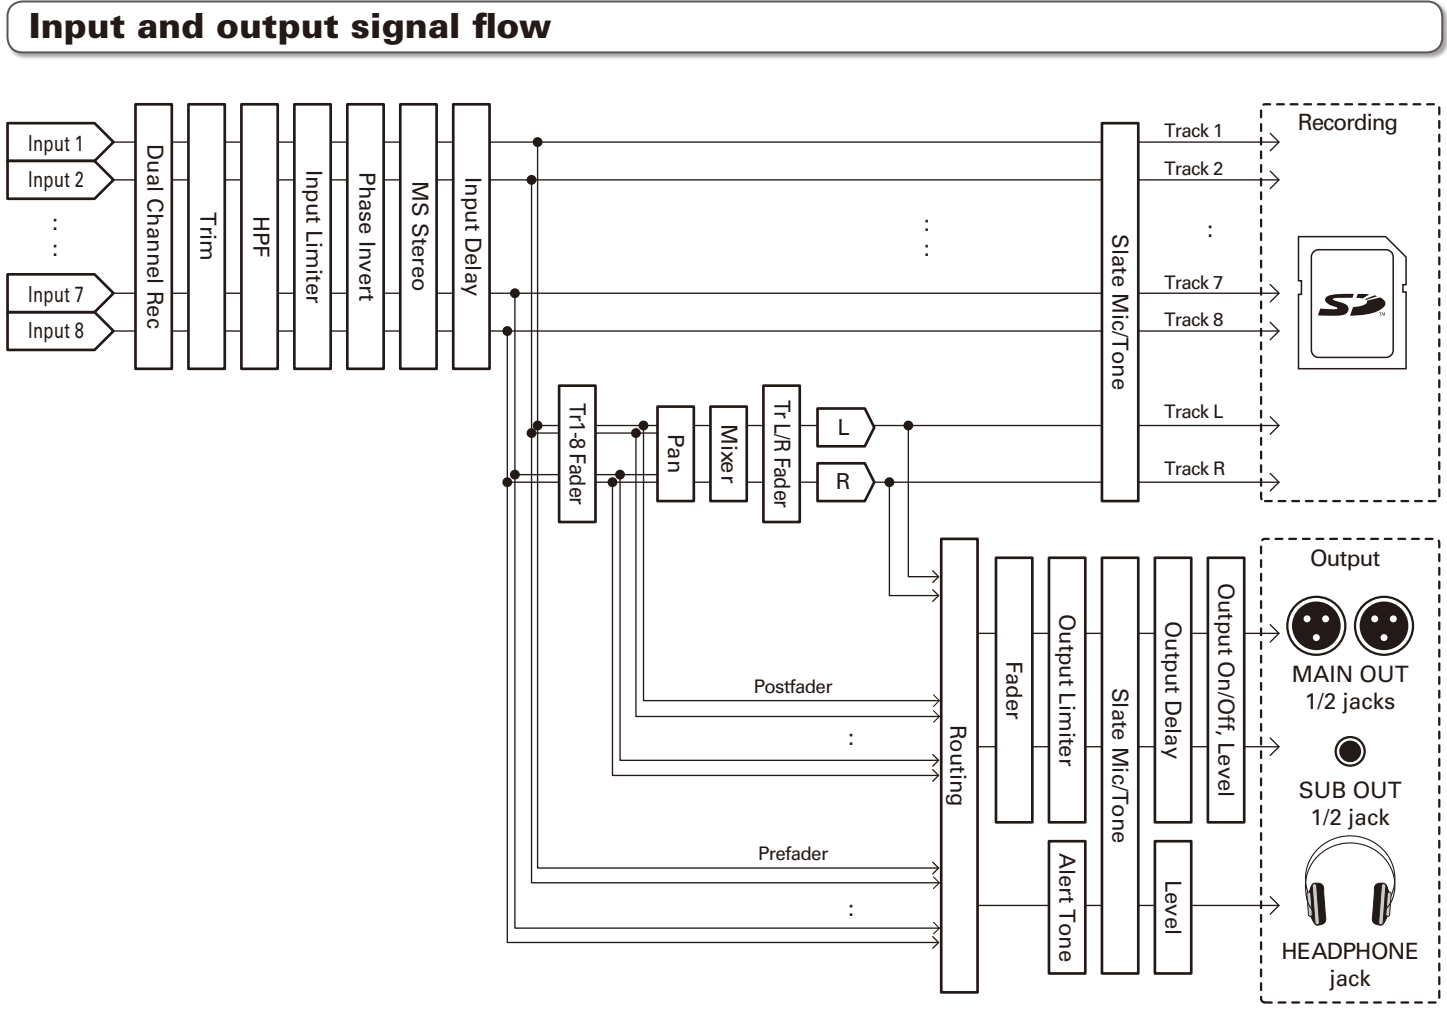 Input and output signal flow
Input 1
Input 2
:
:
Input 7
Input 8
Dual Channel Rec
Trim
HPF
Input Limiter
Phase Invert
MS Stereo
Input Delay
:
:
Slate Mic/Tone
Track 1
Track 2
:
Track 7
Track 8
Track L
Track R
Recording
SD
TM
Tr1-8 Fader
Pan
Mixer
Tr L/R Fader
L
R
Postfader
:
Prefader
:
Routing
Fader
Output Limiter
Alert Tone
Slate Mic/Tone
Output Delay
Level
Output On/Off, Level
Output
MAIN OUT
1/2 jacks
SUB OUT
1/2 jack
HEADPHONE
jack